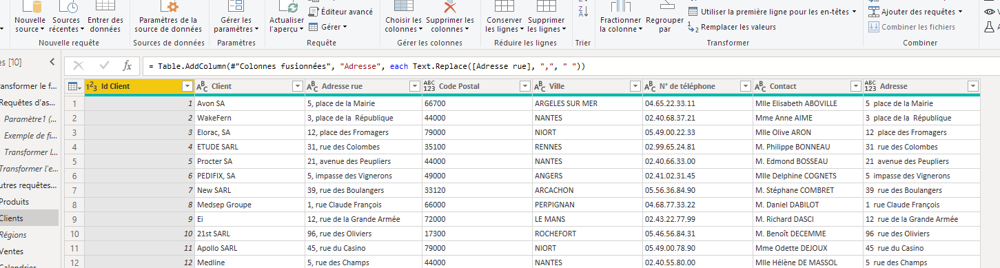 Nouvelle source Sources récentes Entrer des données Paramètres de la source de données Gérer les paramètres Actualiser l'aperçu Éditeur avancé Gérer Choisir les colonnes Supprimer les colonnes Conserver les lignes Supprimer les lignes Fractionner la colonne Regrouper par Utiliser la première ligne pour les en-têtes Remplacer les valeurs Ajouter des requêtes Combiner les fichiers
Nouvelle requête Sources de données Paramètres Requête Gérer les colonnes Réduire les lignes Trier Transformer Combiner
es [10]
= Table.AddColumn(#"Colonnes fusionnées", "Adresse", each Text.Replace([Adresse rue], ",", " "))
ransformer le f...
Requêtes d'as...
Paramètre1 (...
Exemple de fi...
Transformer l...
Transformer l'e...
utres requêtes...
Produits
Clients
Régions
Ventes
Calendrier
1²3 Id Client ABC Client ABC Adresse rue ABC 123 Code Postal ABC Ville ABC N° de téléphone ABC Contact ABC 123 Adresse
1 1 Avon SA 5, place de la Mairie 66700 ARGELES SUR MER 04.65.22.33.11 Mlle Elisabeth ABOVILLE 5 place de la Mairie
2 2 WakeFern 3, place de la République 44000 NANTES 02.40.68.37.21 Mme Anne AIME 3 place de la République
3 3 Elorac, SA 12, place des Fromagers 79000 NIORT 05.49.00.22.33 Mlle Olive ARON 12 place des Fromagers
4 4 ETUDE SARL 31, rue des Colombes 35100 RENNES 02.99.65.24.81 M. Philippe BONNEAU 31 rue des Colombes
5 5 Procter SA 21, avenue des Peupliers 44000 NANTES 02.40.66.33.00 M. Edmond BOSSEAU 21 avenue des Peupliers
6 6 PEDIFIX, SA 5, impasse des Vignerons 49000 ANGERS 02.41.02.31.45 Mlle Delphine COGNETS 5 impasse des Vignerons
7 7 New SARL 39, rue des Boulangers 33120 ARCACHON 05.56.36.84.90 M. Stéphane COMBRET 39 rue des Boulangers
8 8 Medsep Groupe 1, rue Claude François 66000 PERPIGNAN 04.68.77.33.22 M. Daniel DABILOT 1 rue Claude François
9 9 Ei 12, rue de la Grande Armée 72000 LE MANS 02.43.22.77.99 M. Richard DASCI 12 rue de la Grande Armée
10 10 21st SARL 96, rue des Oliviers 17300 ROCHEFORT 05.46.56.84.31 M. Benoît DECEMME 96 rue des Oliviers
11 11 Apollo SARL 45, rue du Casino 79000 NIORT 05.49.00.78.90 Mme Odette DEJOUX 45 rue du Casino
12 12 Medline 5, rue des Champs 44000 NANTES 02.40.55.80.00 Mlle Hélène DE MASSOL 5 rue des Champs